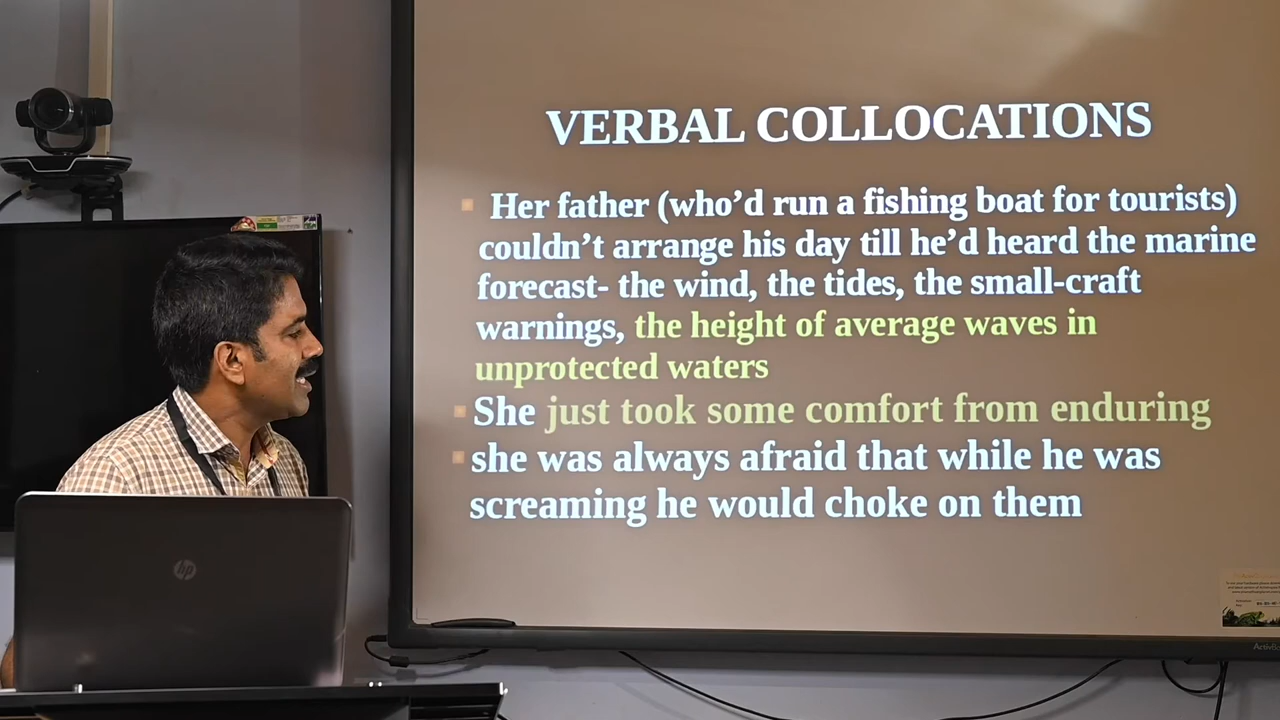 VERBAL COLLOCATIONS
Her father (who’d run a fishing boat for tourists)
couldn’t arrange his day till he’d heard the marine
forecast- the wind, the tides, the small-craft
warnings, the height of average waves in
unprotected waters
She just took some comfort from enduring
she was always afraid that while he was
screaming he would choke on them
hp